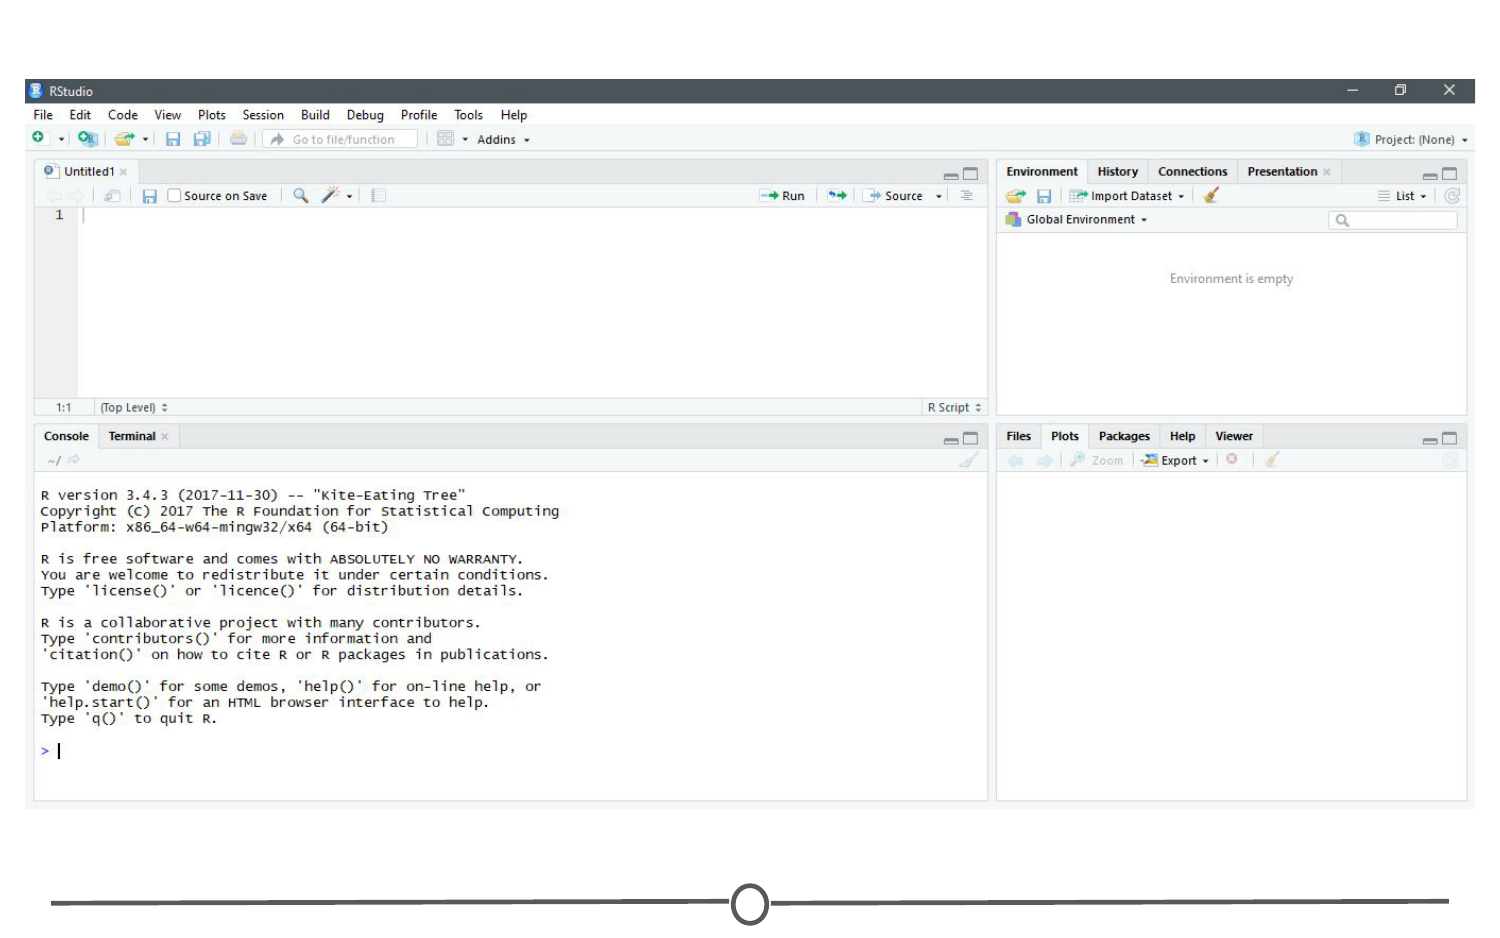 RStudio
File Edit Code View Plots Session Build Debug Profile Tools Help
Go to file/function Addins Project: (None)
Untitled1
Source on Save Run Source
1
1:1 (Top Level) R Script
Environment History Connections Presentation
Import Dataset List
Global Environment
Environment is empty
Console Terminal
~/
R version 3.4.3 (2017-11-30) -- "Kite-Eating Tree"
Copyright (C) 2017 The R Foundation for Statistical Computing
Platform: x86_64-w64-mingw32/x64 (64-bit)
R is free software and comes with ABSOLUTELY NO WARRANTY.
You are welcome to redistribute it under certain conditions.
Type 'license()' or 'licence()' for distribution details.
R is a collaborative project with many contributors.
Type 'contributors()' for more information and
'citation()' on how to cite R or R packages in publications.
Type 'demo()' for some demos, 'help()' for on-line help, or
'help.start()' for an HTML browser interface to help.
Type 'q()' to quit R.
>
Files Plots Packages Help Viewer
Zoom Export